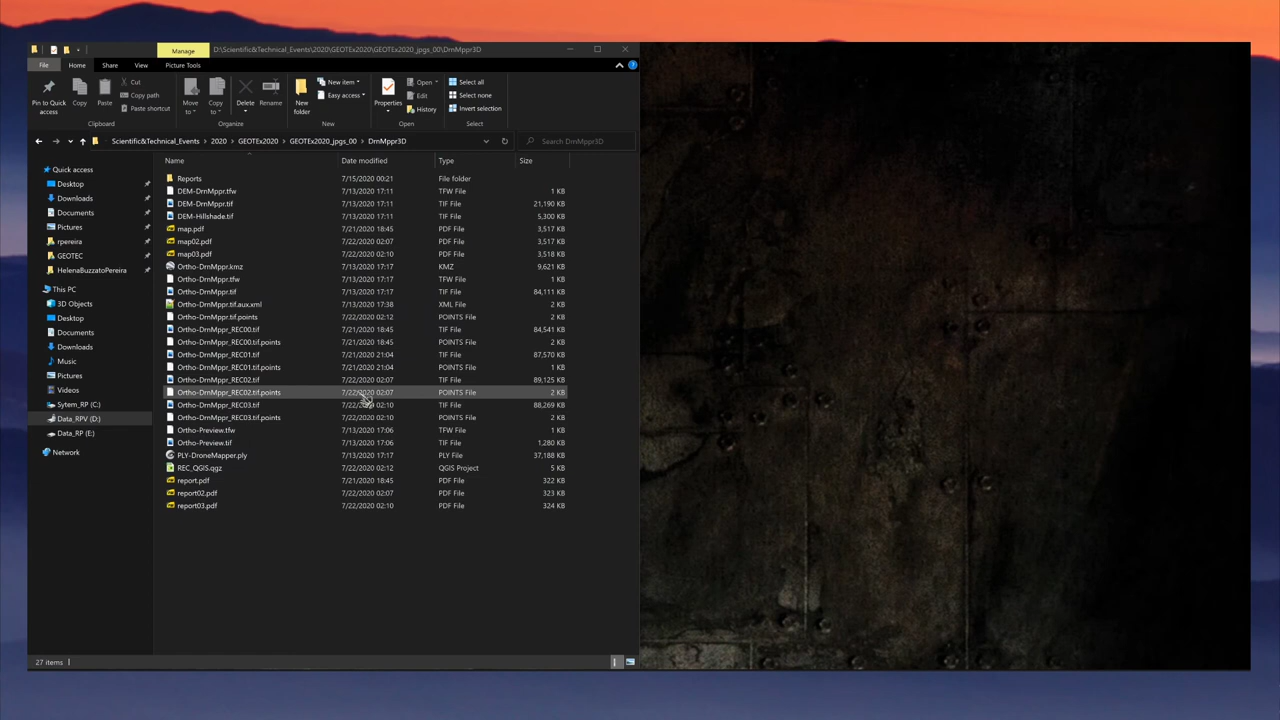 Manage D:\Scientific&Technical_Events\2020\GEOTEx2020\GEOTEx2020_jpgs_00\DrnMppr3D
File Home Share View Picture Tools
Pin to Quick access Copy Paste Cut Copy path Paste shortcut Move to Copy to Delete Rename New folder New item Easy access Properties Open Edit History Select all Select none Invert selection
Clipboard Organize New Open Select
Scientific&Technical_Events 2020 GEOTEx2020 GEOTEx2020_jpgs_00 DrnMppr3D Search DrnMppr3D
Quick access
Desktop
Downloads
Documents
Pictures
rpereira
GEOTEC
HelenaBuzzatoPereira
This PC
3D Objects
Desktop
Documents
Downloads
Music
Pictures
Videos
Sytem_RP (C:)
Data_RPV (D:)
Data_RP (E:)
Network
Name Date modified Type Size
Reports 7/15/2020 00:21 File folder
DEM-DrnMppr.tfw 7/13/2020 17:11 TFW File 1 KB
DEM-DrnMppr.tif 7/13/2020 17:11 TIF File 21,190 KB
DEM-Hillshade.tif 7/13/2020 17:11 TIF File 5,300 KB
map.pdf 7/21/2020 18:45 PDF File 3,517 KB
map02.pdf 7/22/2020 02:07 PDF File 3,517 KB
map03.pdf 7/22/2020 02:10 PDF File 3,518 KB
Ortho-DrnMppr.kmz 7/13/2020 17:17 KMZ 9,621 KB
Ortho-DrnMppr.tfw 7/13/2020 17:17 TFW File 1 KB
Ortho-DrnMppr.tif 7/13/2020 17:17 TIF File 84,111 KB
Ortho-DrnMppr.tif.aux.xml 7/13/2020 17:38 XML File 2 KB
Ortho-DrnMppr.tif.points 7/22/2020 02:12 POINTS File 2 KB
Ortho-DrnMppr_REC00.tif 7/21/2020 18:45 TIF File 84,541 KB
Ortho-DrnMppr_REC00.tif.points 7/21/2020 18:45 POINTS File 1 KB
Ortho-DrnMppr_REC01.tif 7/21/2020 21:04 TIF File 87,570 KB
Ortho-DrnMppr_REC01.tif.points 7/21/2020 21:04 POINTS File 1 KB
Ortho-DrnMppr_REC02.tif 7/22/2020 02:07 TIF File 89,125 KB
Ortho-DrnMppr_REC02.tif.points 7/22/2020 02:07 POINTS File 2 KB
Ortho-DrnMppr_REC03.tif 7/22/2020 02:10 TIF File 88,269 KB
Ortho-DrnMppr_REC03.tif.points 7/22/2020 02:10 POINTS File 2 KB
Ortho-Preview.tfw 7/13/2020 17:06 TFW File 1 KB
Ortho-Preview.tif 7/13/2020 17:06 TIF File 1,280 KB
PLY-DroneMapper.ply 7/13/2020 17:17 PLY File 37,188 KB
REC_QGIS.qgz 7/22/2020 02:12 QGIS Project 5 KB
report.pdf 7/21/2020 18:45 PDF File 322 KB
report02.pdf 7/22/2020 02:07 PDF File 323 KB
report03.pdf 7/22/2020 02:10 PDF File 324 KB
27 items